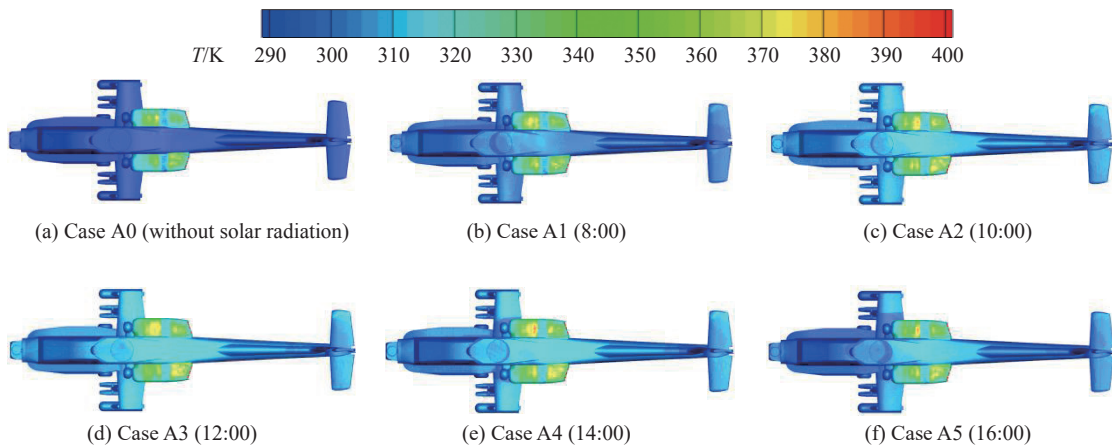 T/K 290 300 310 320 330 340 350 360 370 380 390 400
(a) Case A0 (without solar radiation) (b) Case A1 (8:00) (c) Case A2 (10:00)
(d) Case A3 (12:00) (e) Case A4 (14:00) (f) Case A5 (16:00)